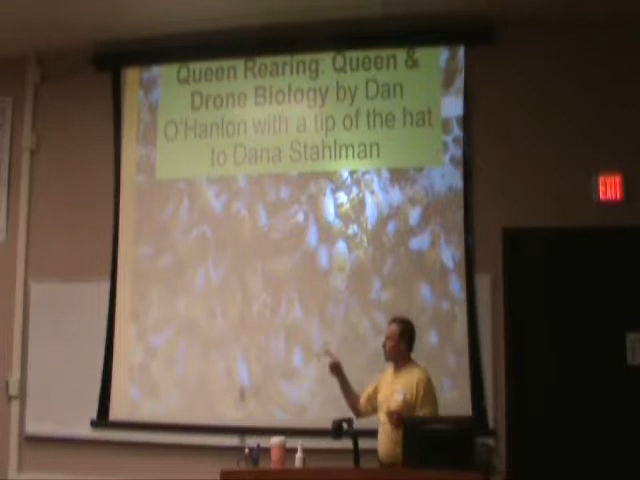 Queen Rearing: Queen &
Drone Biology by Dan
O'Hanlon with a tip of the hat
to Dana Stahlman
EXIT